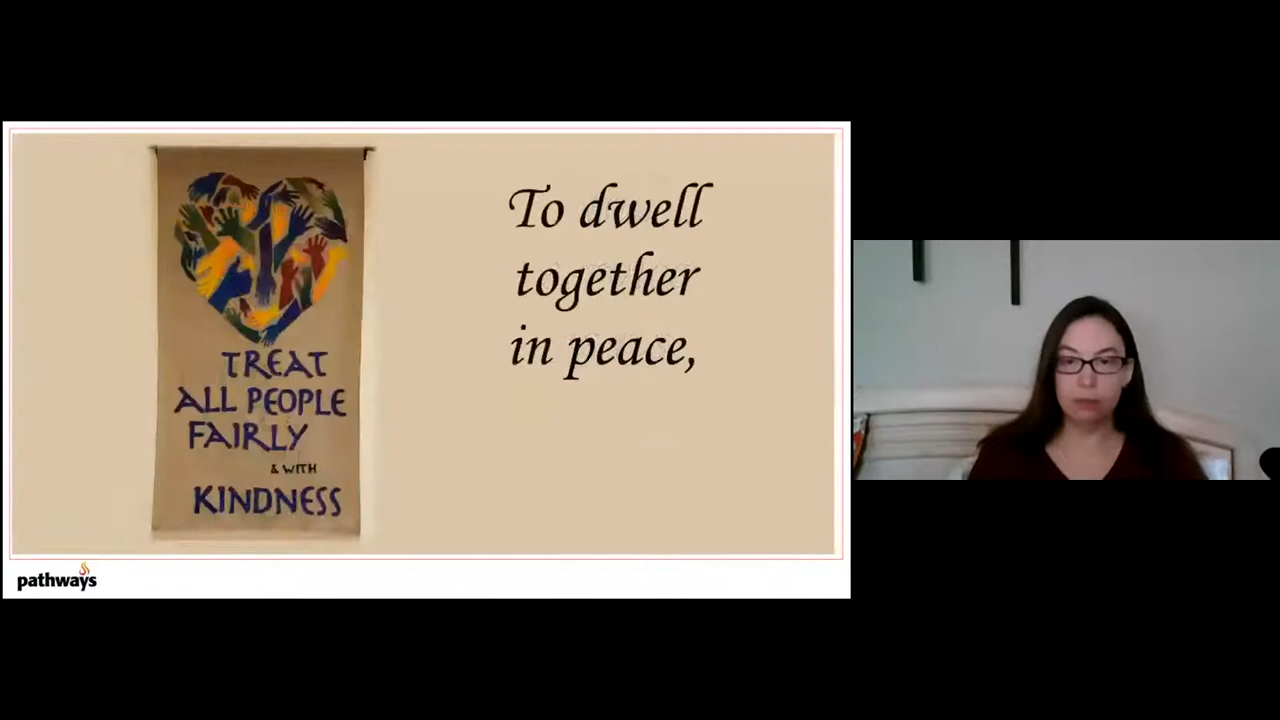 TREAT
ALL PEOPLE
FAIRLY
& WITH
KINDNESS
To dwell
together
in peace,
pathways